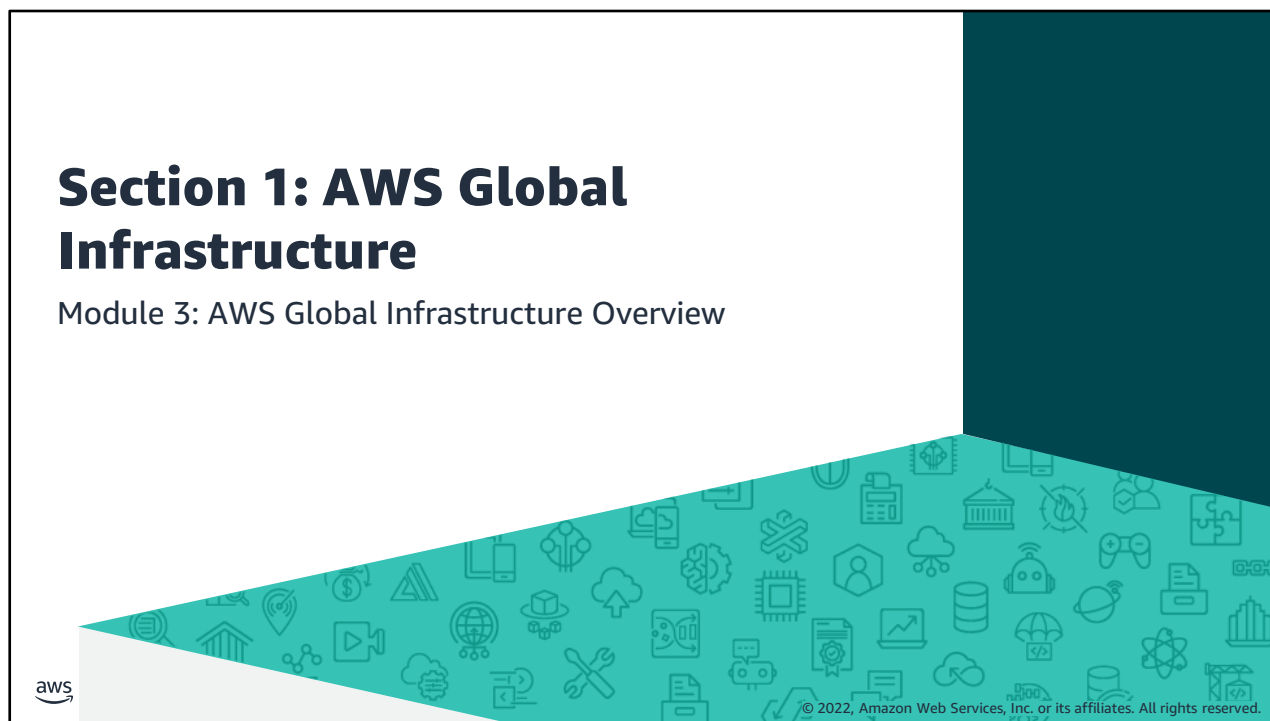 Section 1: AWS Global
Infrastructure
Module 3: AWS Global Infrastructure Overview
aws
© 2022, Amazon Web Services, Inc. or its affiliates. All rights reserved.